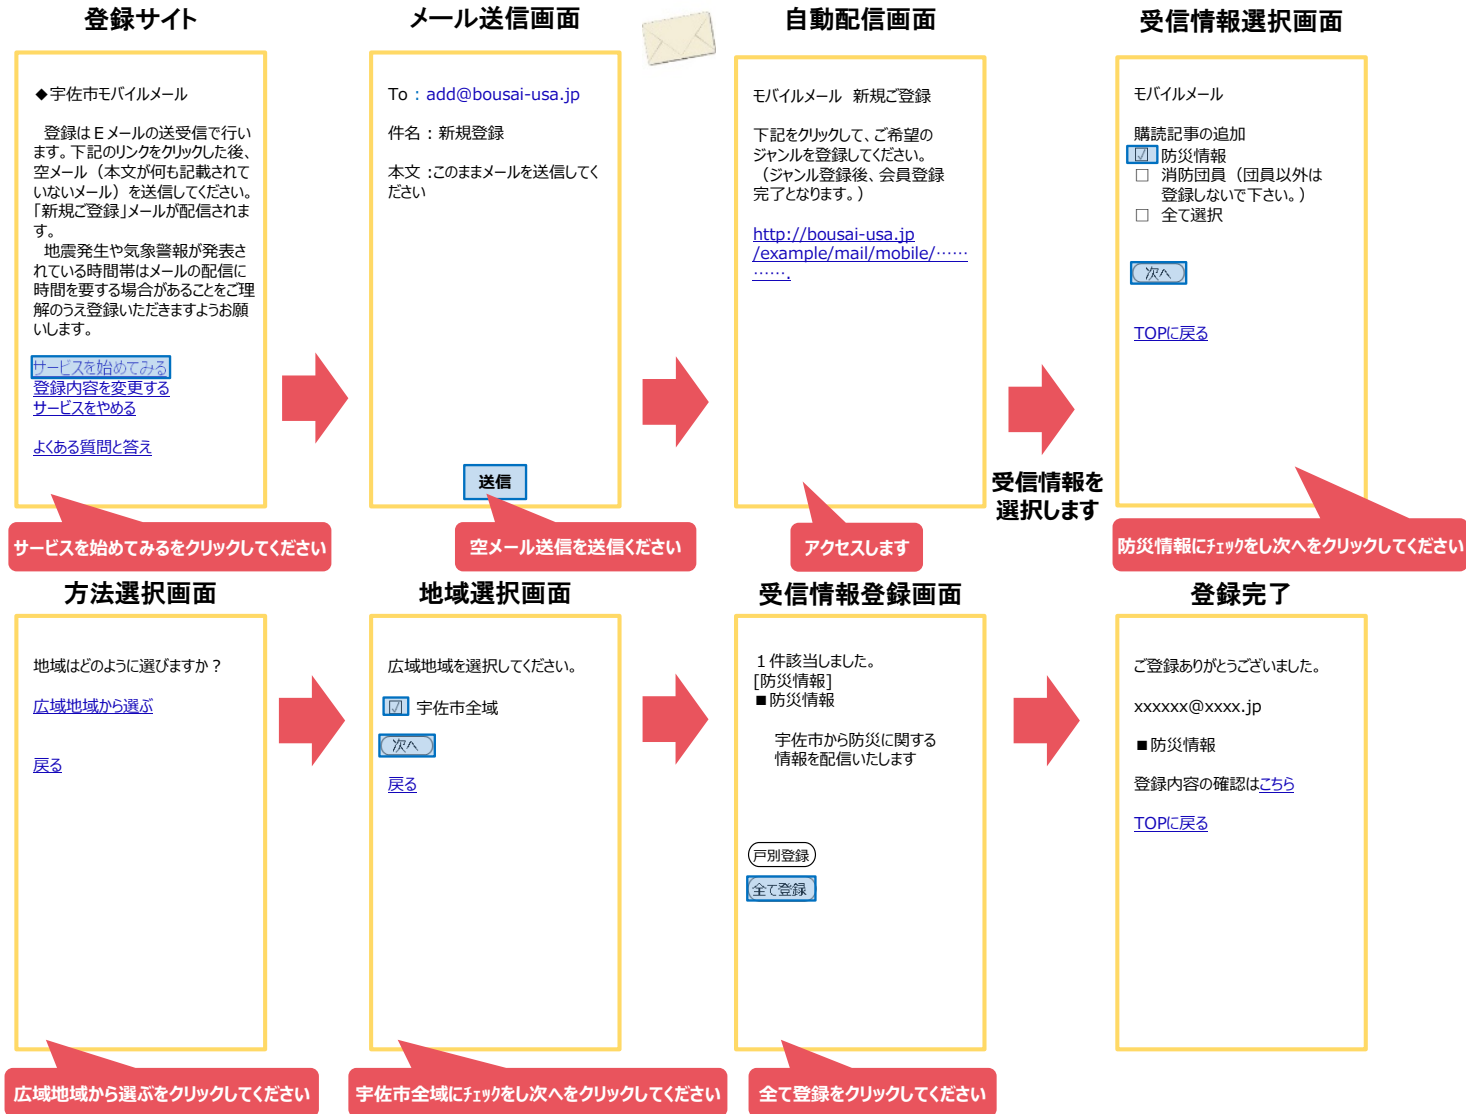 登録サイト
◆宇佐市モバイルメール
登録はEメールの送受信で行い
ます。下記のリンクをクリックした後、
空メール（本文が何も記載されて
いないメール）を送信してください。
「新規ご登録」メールが配信されま
す。
地震発生や気象警報が発表さ
れている時間帯はメールの配信に
時間を要する場合があることをご理
解のうえ登録いただきますようお願
いします。
サービスを始めてみる
登録内容を変更する
サービスをやめる
よくある質問と答え
サービスを始めてみるをクリックしてください
メール送信画面
To：add@bousai-usa.jp
件名：新規登録
本文：このままメールを送信してく
ださい
送信
空メール送信を送信ください
自動配信画面
モバイルメール 新規ご登録
下記をクリックして、ご希望の
ジャンルを登録してください。
（ジャンル登録後、会員登録
完了となります。）
http://bousai-usa.jp
/example/mail/mobile/……
…….
アクセスします
受信情報を
選択します
受信情報選択画面
モバイルメール
購読記事の追加
☑ 防災情報
□ 消防団員（団員以外は
登録しないで下さい。）
□ 全て選択
次へ
TOPに戻る
防災情報にチェックをし次へをクリックしてください
方法選択画面
地域はどのように選びますか？
広域地域から選ぶ
戻る
広域地域から選ぶをクリックしてください
地域選択画面
広域地域を選択してください。
☑ 宇佐市全域
次へ
戻る
宇佐市全域にチェックをし次へをクリックしてください
受信情報登録画面
１件該当しました。
[防災情報]
■防災情報
宇佐市から防災に関する
情報を配信いたします
戸別登録
全て登録
全て登録をクリックしてください
登録完了
ご登録ありがとうございました。
xxxxxx@xxxx.jp
■防災情報
登録内容の確認はこちら
TOPに戻る